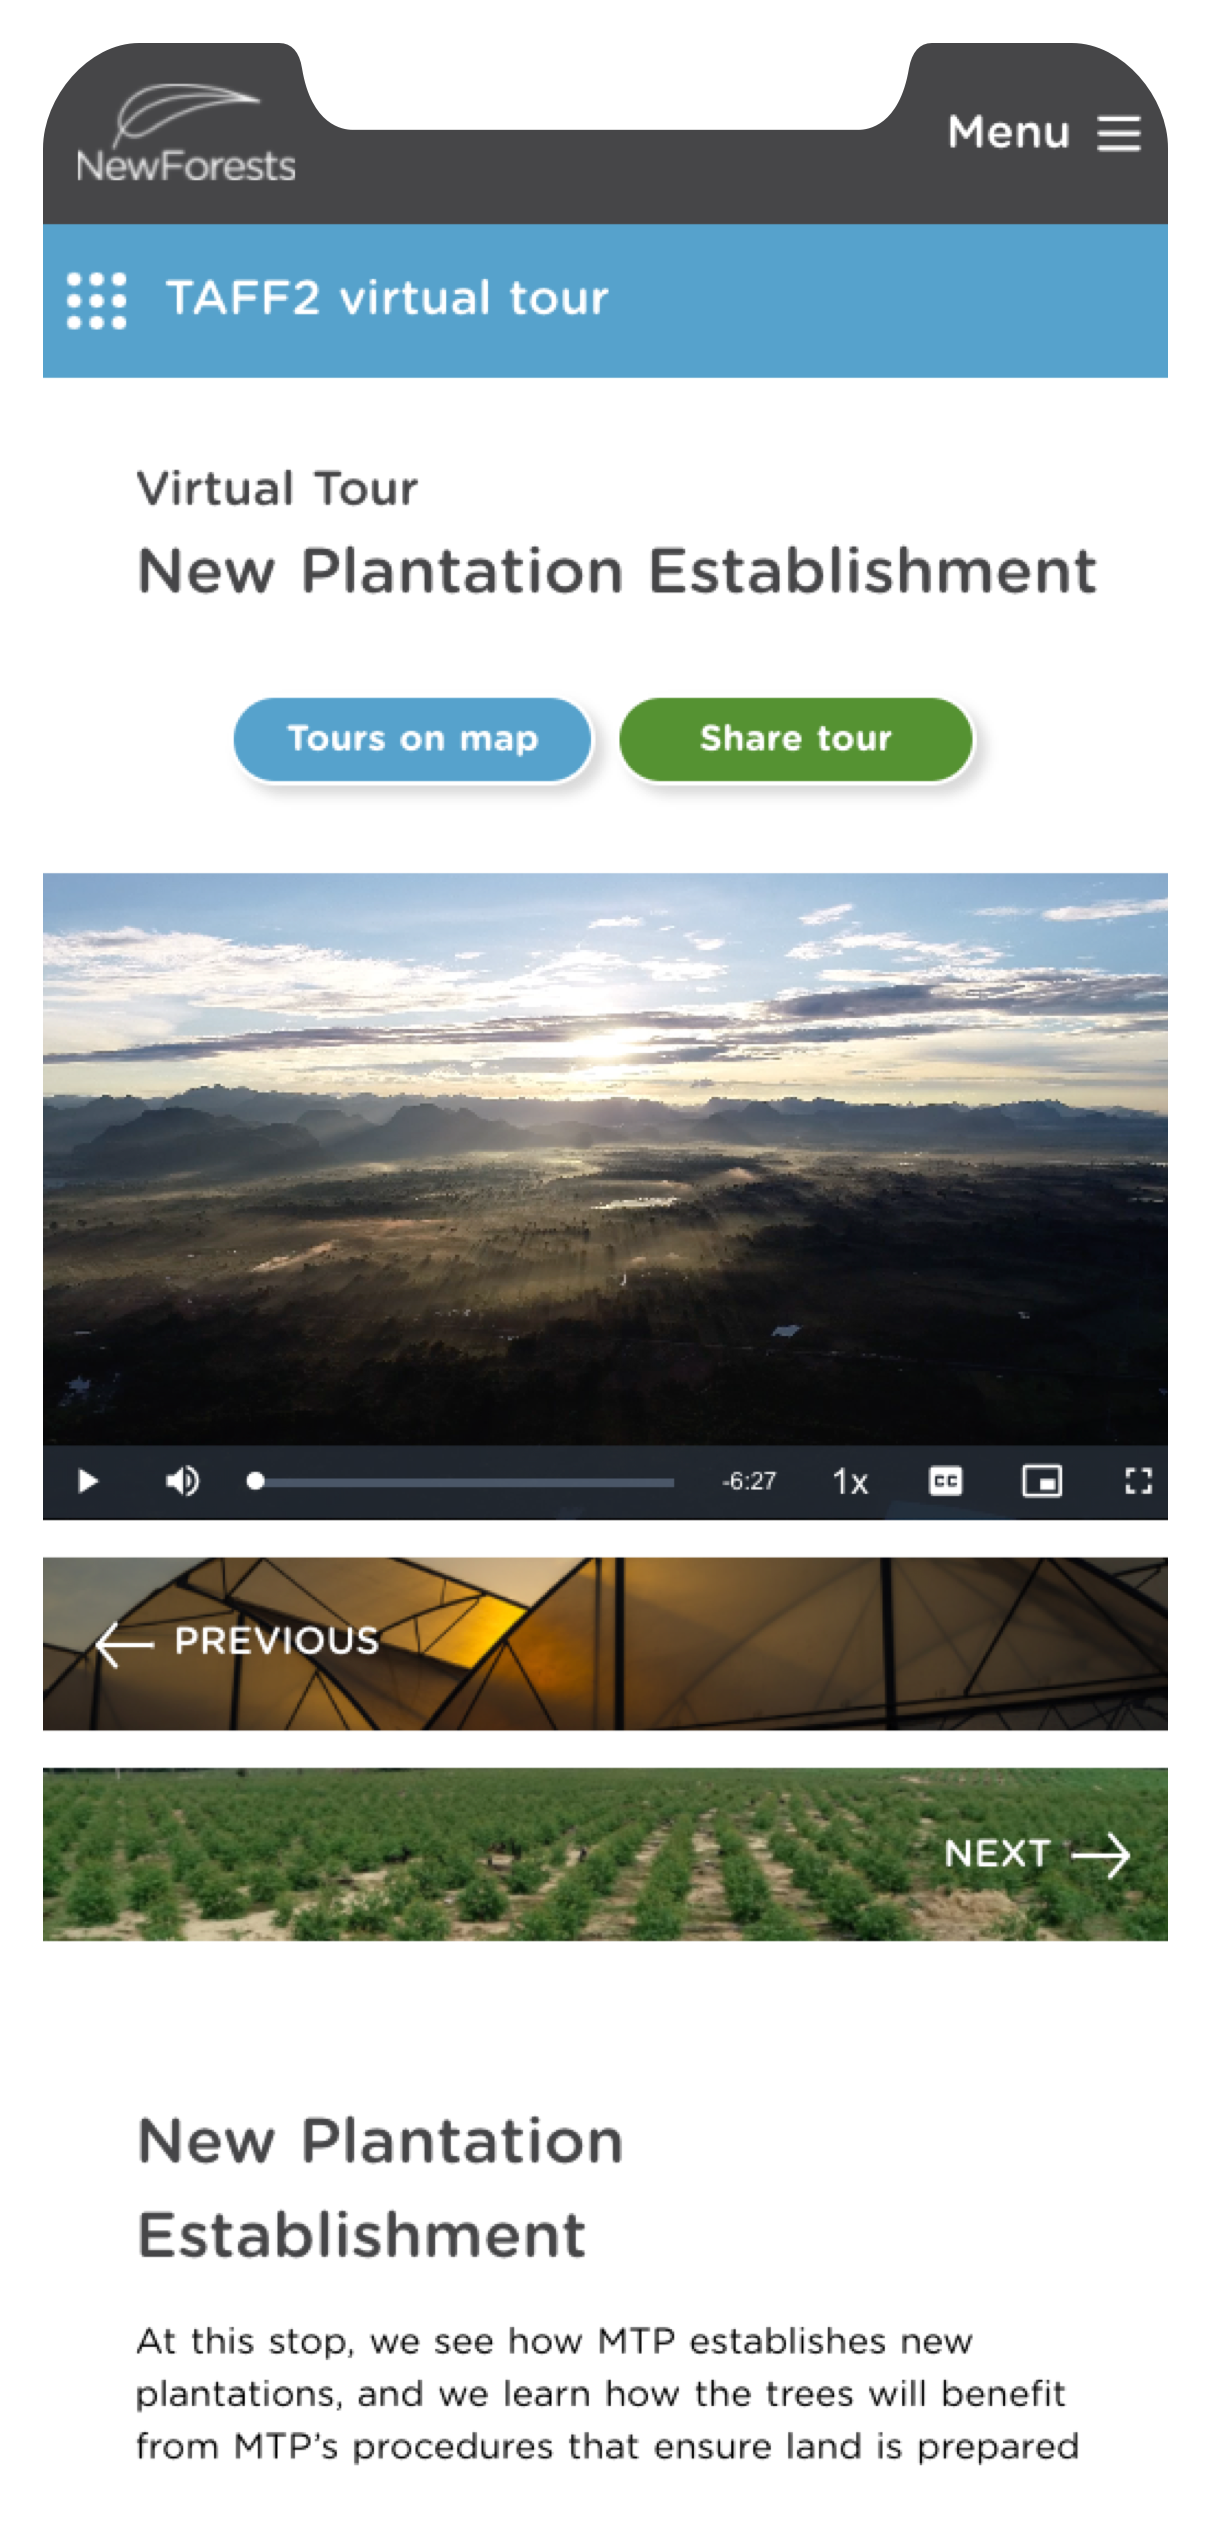 NewForests
Menu
TAFF2 virtual tour
Virtual Tour
New Plantation Establishment
Tours on map
Share tour
-6:27
1x
CC
PREVIOUS
NEXT
New Plantation
Establishment
At this stop, we see how MTP establishes new
plantations, and we learn how the trees will benefit
from MTP’s procedures that ensure land is prepared